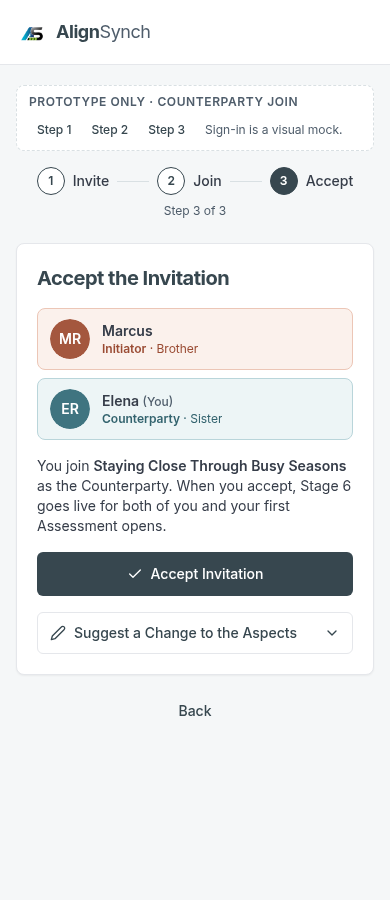 AlignSynch
PROTOTYPE ONLY · COUNTERPARTY JOIN
Step 1 Step 2 Step 3 Sign-in is a visual mock.
1 Invite 2 Join 3 Accept
Step 3 of 3
Accept the Invitation
MR Marcus
Initiator · Brother
ER Elena (You)
Counterparty · Sister
You join Staying Close Through Busy Seasons
as the Counterparty. When you accept, Stage 6
goes live for both of you and your first
Assessment opens.
Accept Invitation
Suggest a Change to the Aspects
Back